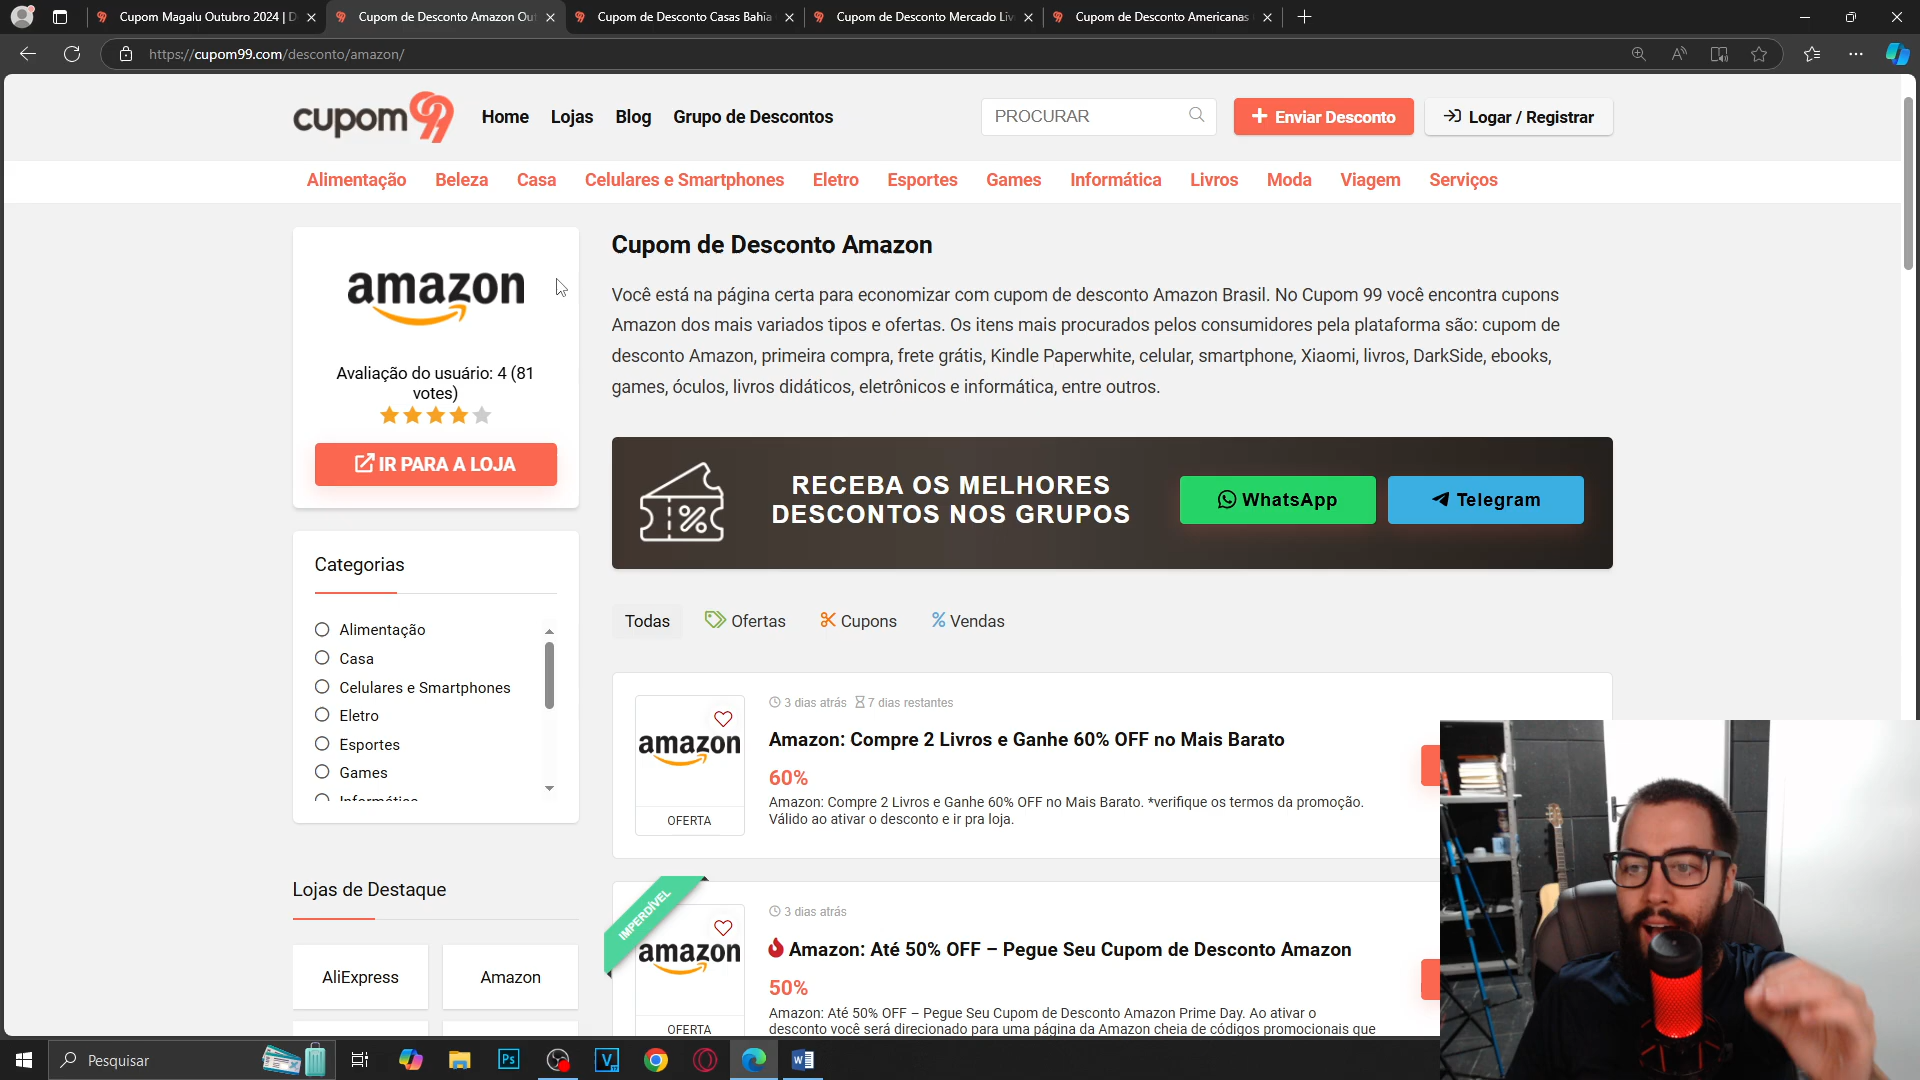 Cupom Magalu Outubro 2024 | D
Cupom de Desconto Amazon Out
Cupom de Desconto Casas Bahia
Cupom de Desconto Mercado Liv
Cupom de Desconto Americanas
https://cupom99.com/desconto/amazon/
cupom99
Home
Lojas
Blog
Grupo de Descontos
PROCURAR
Enviar Desconto
Logar / Registrar
Alimentação
Beleza
Casa
Celulares e Smartphones
Eletro
Esportes
Games
Informática
Livros
Moda
Viagem
Serviços
amazon
Avaliação do usuário: 4 (81
votes)
IR PARA A LOJA
Categorias
Alimentação
Casa
Celulares e Smartphones
Eletro
Esportes
Games
Informática
Lojas de Destaque
AliExpress
Amazon
Cupom de Desconto Amazon
Você está na página certa para economizar com cupom de desconto Amazon Brasil. No Cupom 99 você encontra cupons
Amazon dos mais variados tipos e ofertas. Os itens mais procurados pelos consumidores pela plataforma são: cupom de
desconto Amazon, primeira compra, frete grátis, Kindle Paperwhite, celular, smartphone, Xiaomi, livros, DarkSide, ebooks,
games, óculos, livros didáticos, eletrônicos e informática, entre outros.
RECEBA OS MELHORES
DESCONTOS NOS GRUPOS
WhatsApp
Telegram
Todas
Ofertas
Cupons
% Vendas
amazon
OFERTA
3 dias atrás
7 dias restantes
Amazon: Compre 2 Livros e Ganhe 60% OFF no Mais Barato
60%
Amazon: Compre 2 Livros e Ganhe 60% OFF no Mais Barato. *verifique os termos da promoção.
Válido ao ativar o desconto e ir pra loja.
IMPERDÍVEL
amazon
OFERTA
3 dias atrás
Amazon: Até 50% OFF – Pegue Seu Cupom de Desconto Amazon
50%
Amazon: Até 50% OFF – Pegue Seu Cupom de Desconto Amazon Prime Day. Ao ativar o
desconto você será direcionado para uma página da Amazon cheia de códigos promocionais que
Pesquisar